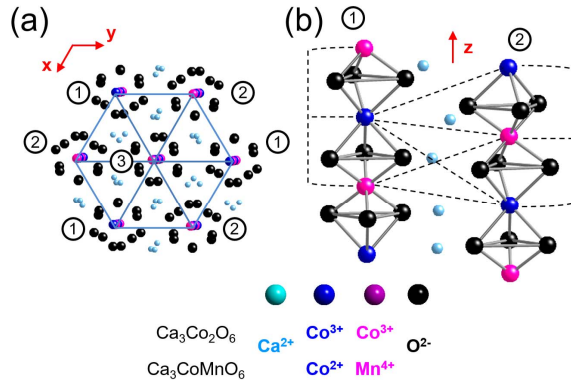 (a)
y
x
1
2
2
3
1
1
2
(b)
1
z
2
Ca3Co2O6
Ca2+
Co3+
Co3+
O2-
Ca3CoMnO6
Co2+
Mn4+